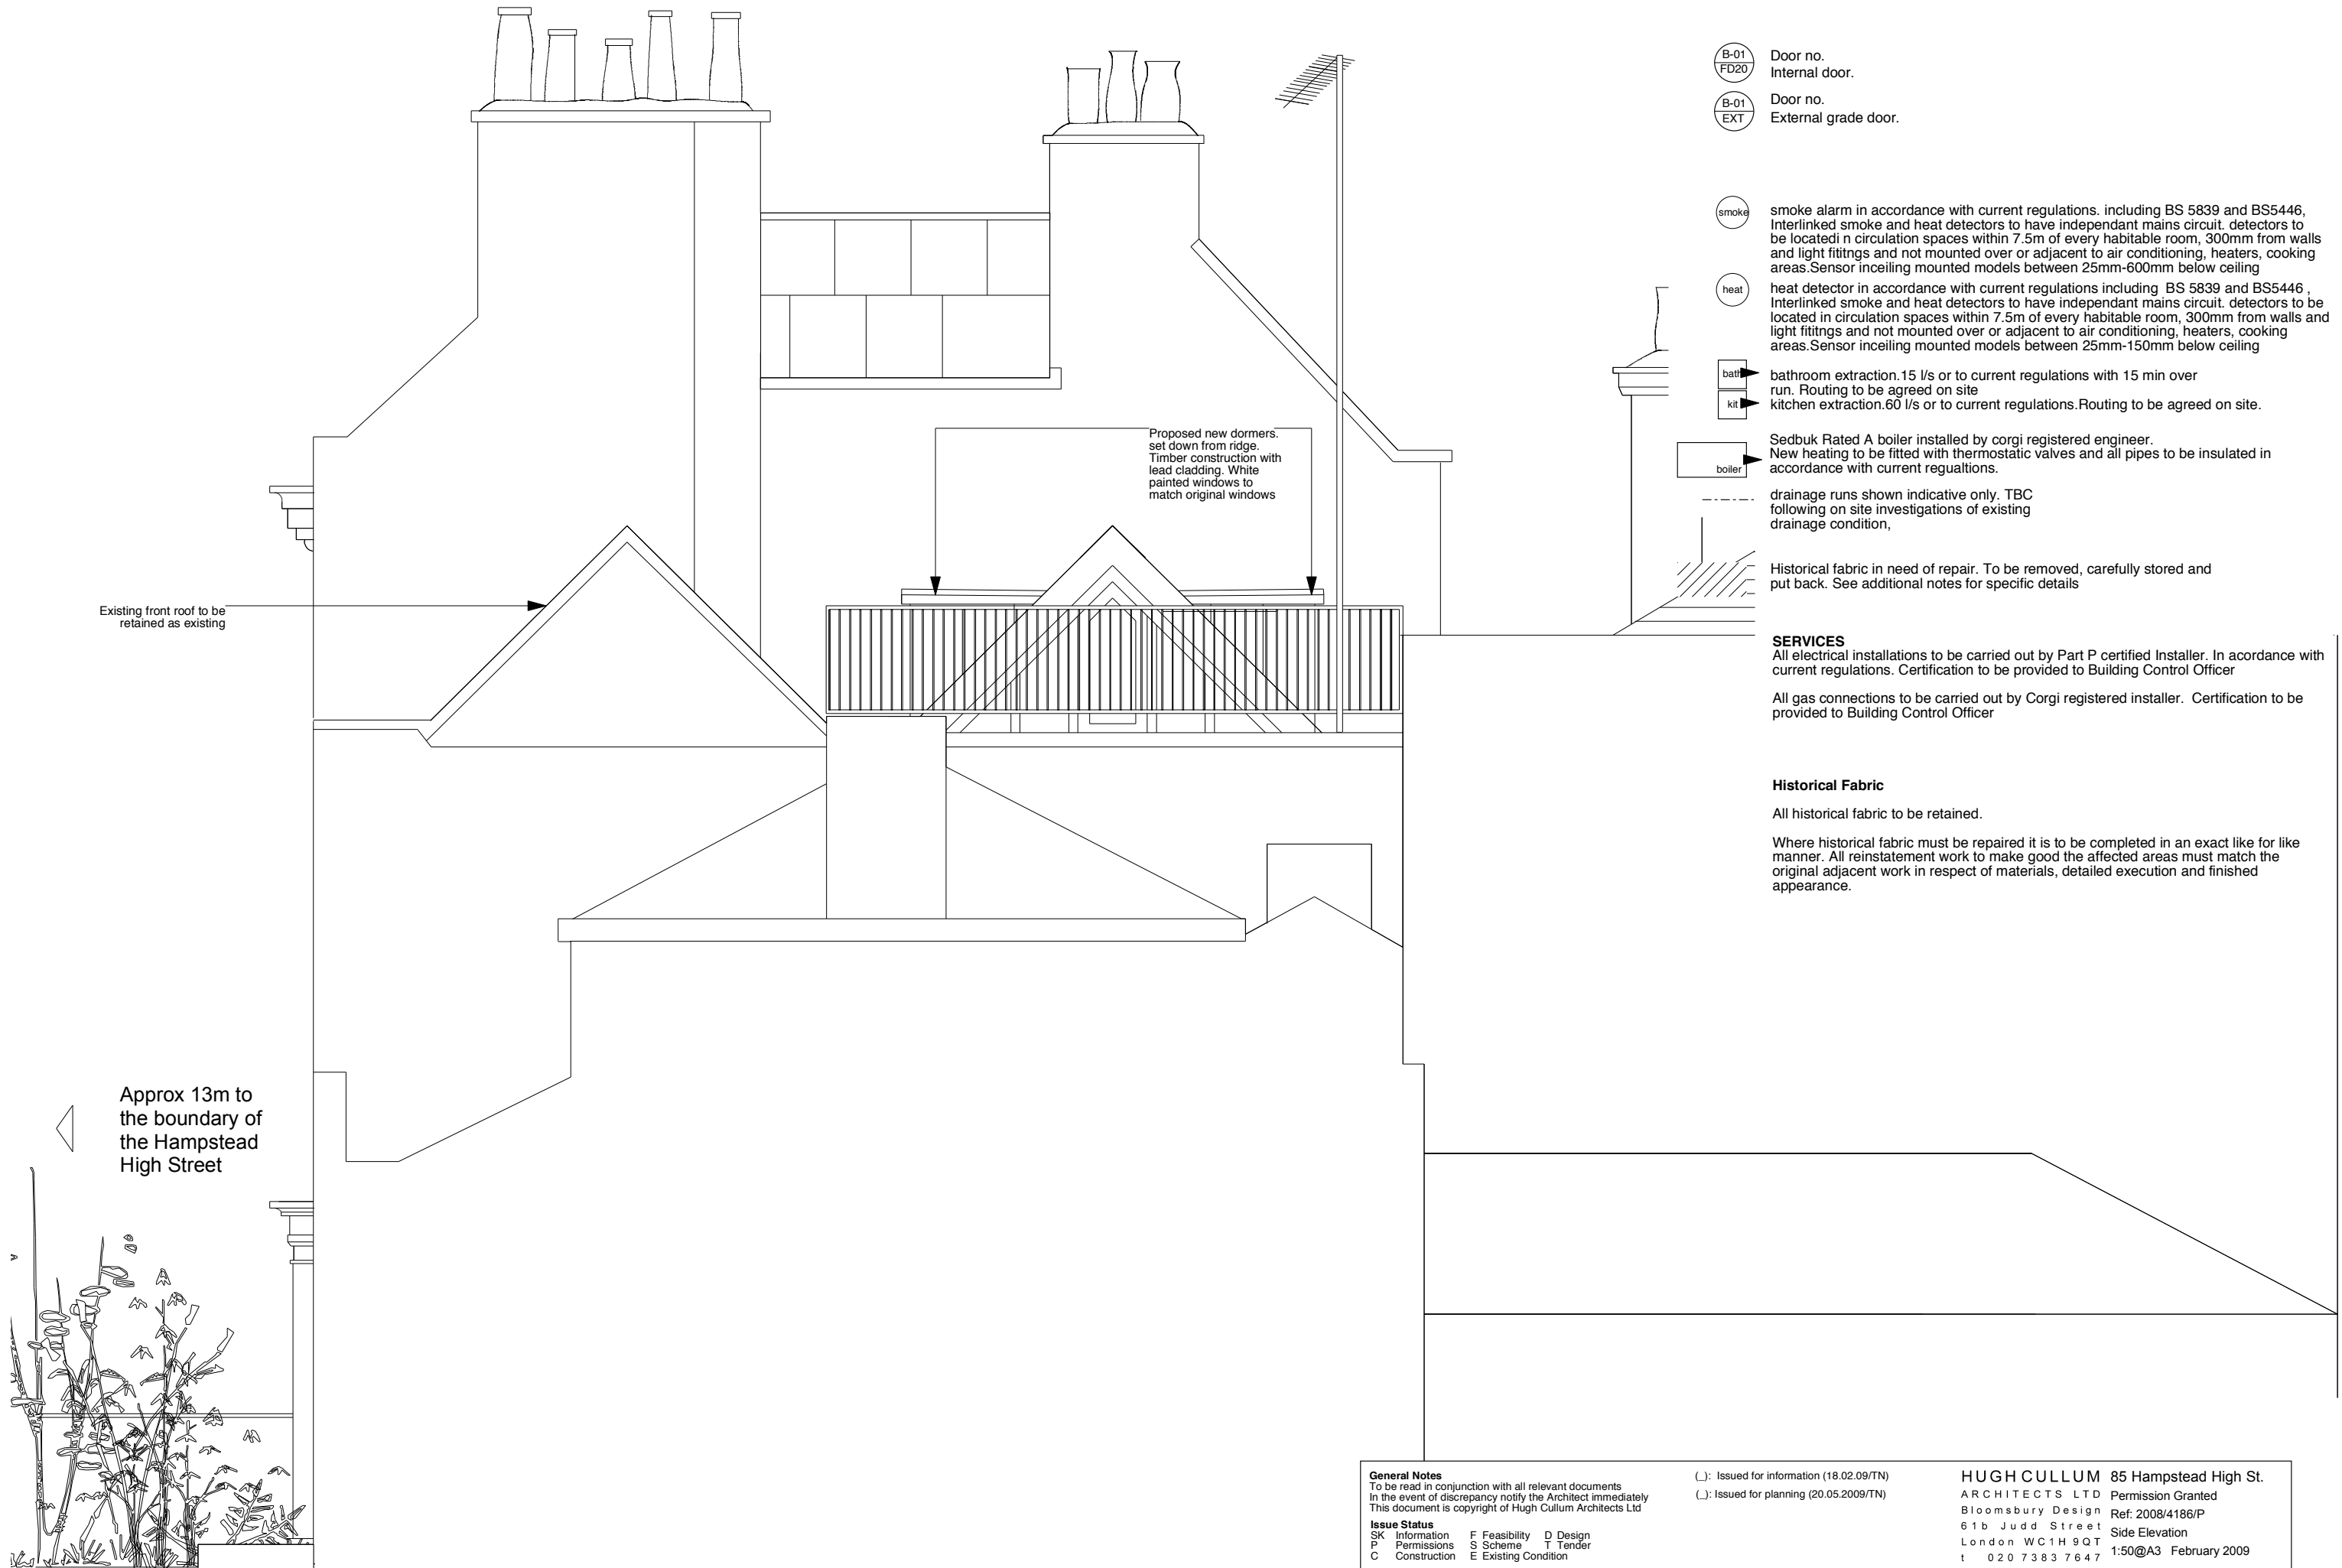 B-01
FD20
Door no.
Internal door.
B-01
EXT
Door no.
External grade door.
smoke
smoke alarm in accordance with current regulations. including BS 5839 and BS5446,
Interlinked smoke and heat detectors to have independant mains circuit. detectors to
be locatedi n circulation spaces within 7.5m of every habitable room, 300mm from walls
and light fititngs and not mounted over or adjacent to air conditioning, heaters, cooking
areas.Sensor inceiling mounted models between 25mm-600mm below ceiling
heat
heat detector in accordance with current regulations including BS 5839 and BS5446 ,
Interlinked smoke and heat detectors to have independant mains circuit. detectors to be
located in circulation spaces within 7.5m of every habitable room, 300mm from walls and
light fititngs and not mounted over or adjacent to air conditioning, heaters, cooking
areas.Sensor inceiling mounted models between 25mm-150mm below ceiling
bath
bathroom extraction.15 l/s or to current regulations with 15 min over
run. Routing to be agreed on site
kit
kitchen extraction.60 l/s or to current regulations.Routing to be agreed on site.
boiler
Sedbuk Rated A boiler installed by corgi registered engineer.
New heating to be fitted with thermostatic valves and all pipes to be insulated in
accordance with current regualtions.
drainage runs shown indicative only. TBC
following on site investigations of existing
drainage condition,
Historical fabric in need of repair. To be removed, carefully stored and
put back. See additional notes for specific details
SERVICES
All electrical installations to be carried out by Part P certified Installer. In acordance with
current regulations. Certification to be provided to Building Control Officer
All gas connections to be carried out by Corgi registered installer. Certification to be
provided to Building Control Officer
Historical Fabric
All historical fabric to be retained.
Where historical fabric must be repaired it is to be completed in an exact like for like
manner. All reinstatement work to make good the affected areas must match the
original adjacent work in respect of materials, detailed execution and finished
appearance.
Proposed new dormers.
set down from ridge.
Timber construction with
lead cladding. White
painted windows to
match original windows
Existing front roof to be
retained as existing
Approx 13m to
the boundary of
the Hampstead
High Street
General Notes
To be read in conjunction with all relevant documents
In the event of discrepancy notify the Architect immediately
This document is copyright of Hugh Cullum Architects Ltd
Issue Status
SK Information F Feasibility D Design
P Permissions S Scheme T Tender
C Construction E Existing Condition
(_): Issued for information (18.02.09/TN)
(_): Issued for planning (20.05.2009/TN)
HUGH CULLUM
ARCHITECTS LTD
Bloomsbury Design
61b Judd Street
London WC1H 9QT
t 020 7383 7647
85 Hampstead High St.
Permission Granted
Ref: 2008/4186/P
Side Elevation
1:50@A3 February 2009